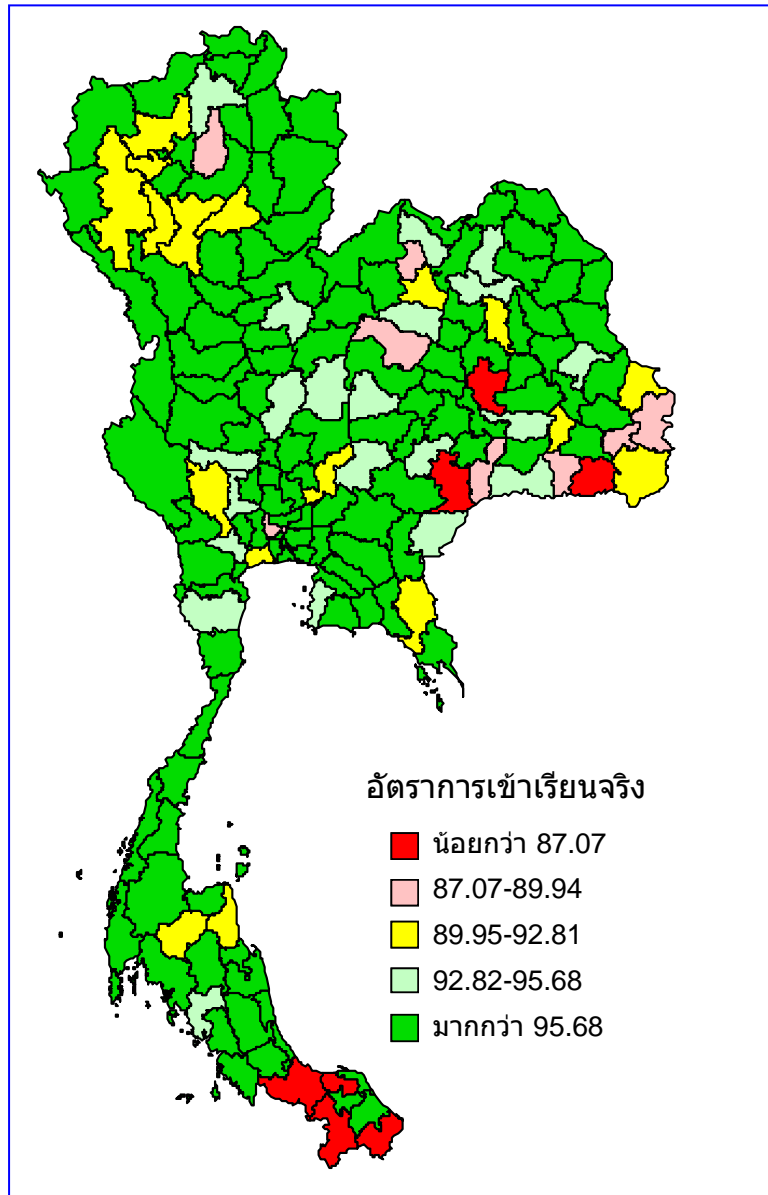 อัตราการเข้าเรียนจริง
น้อยกว่า 87.07
87.07-89.94
89.95-92.81
92.82-95.68
มากกว่า 95.68